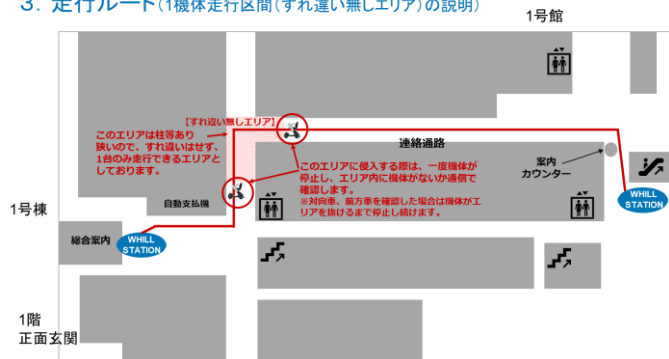 3. 走行ルート(1機体走行区間(すれ違い無しエリア)の説明)
1号館
【すれ違い無しエリア】
このエリアは柱等あり
狭いので、すれ違いはせず、
1台のみ走行できるエリアと
しております。
連絡通路
このエリアに侵入する際は、一度機体が
停止し、エリア内に機体がないか通信で
確認します。
※対向車、前方車を確認した場合は機体がエ
リアを抜けるまで停止し続けます。
案内
カウンター
自動支払機
WHILL
STATION
1号棟
総合案内
WHILL
STATION
1階
正面玄関